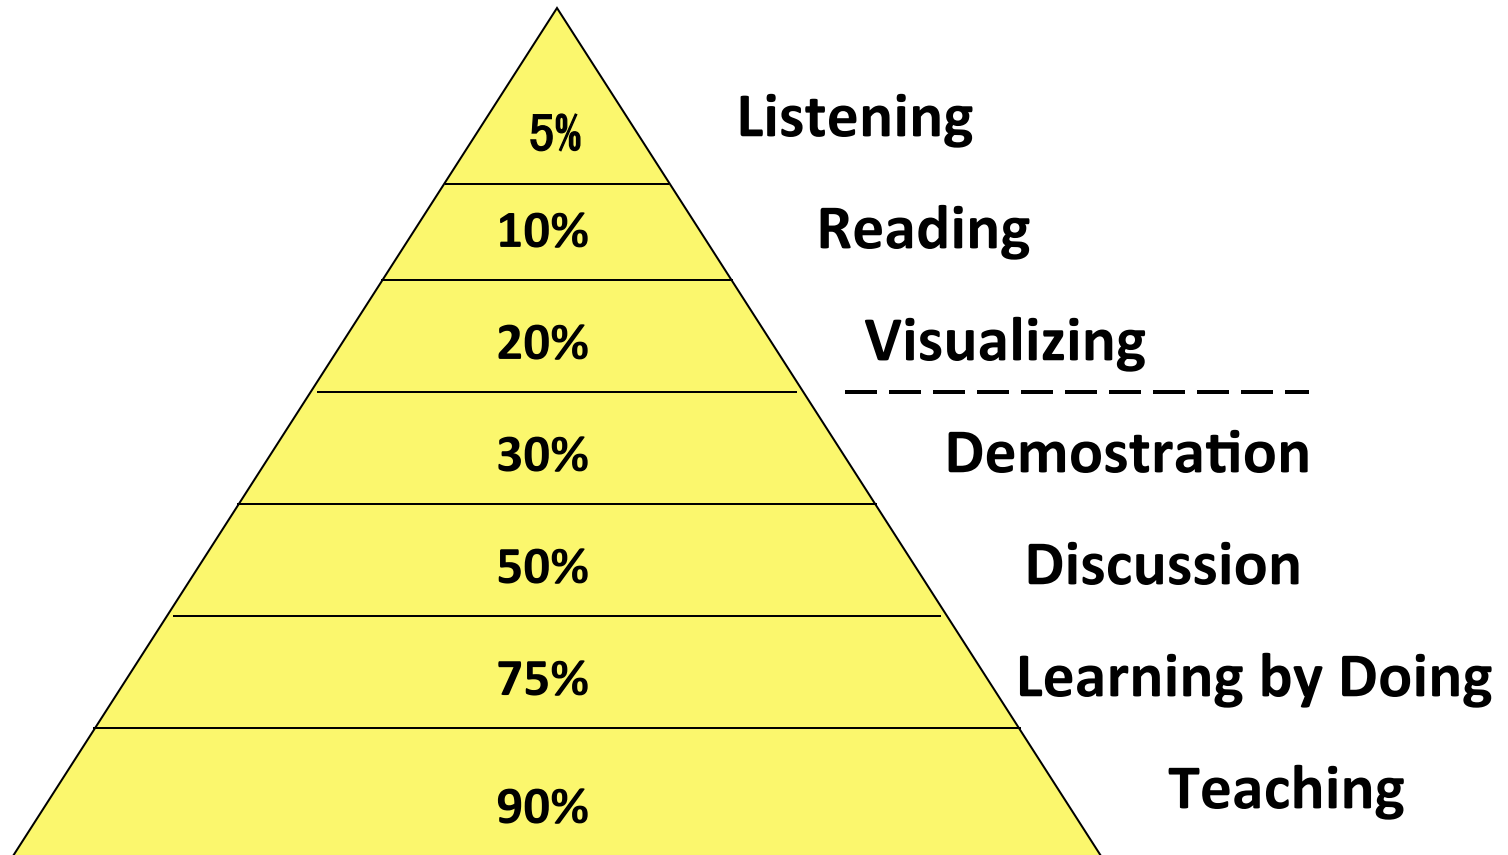 5% Listening
10% Reading
20% Visualizing
30% Demostration
50% Discussion
75% Learning by Doing
90% Teaching